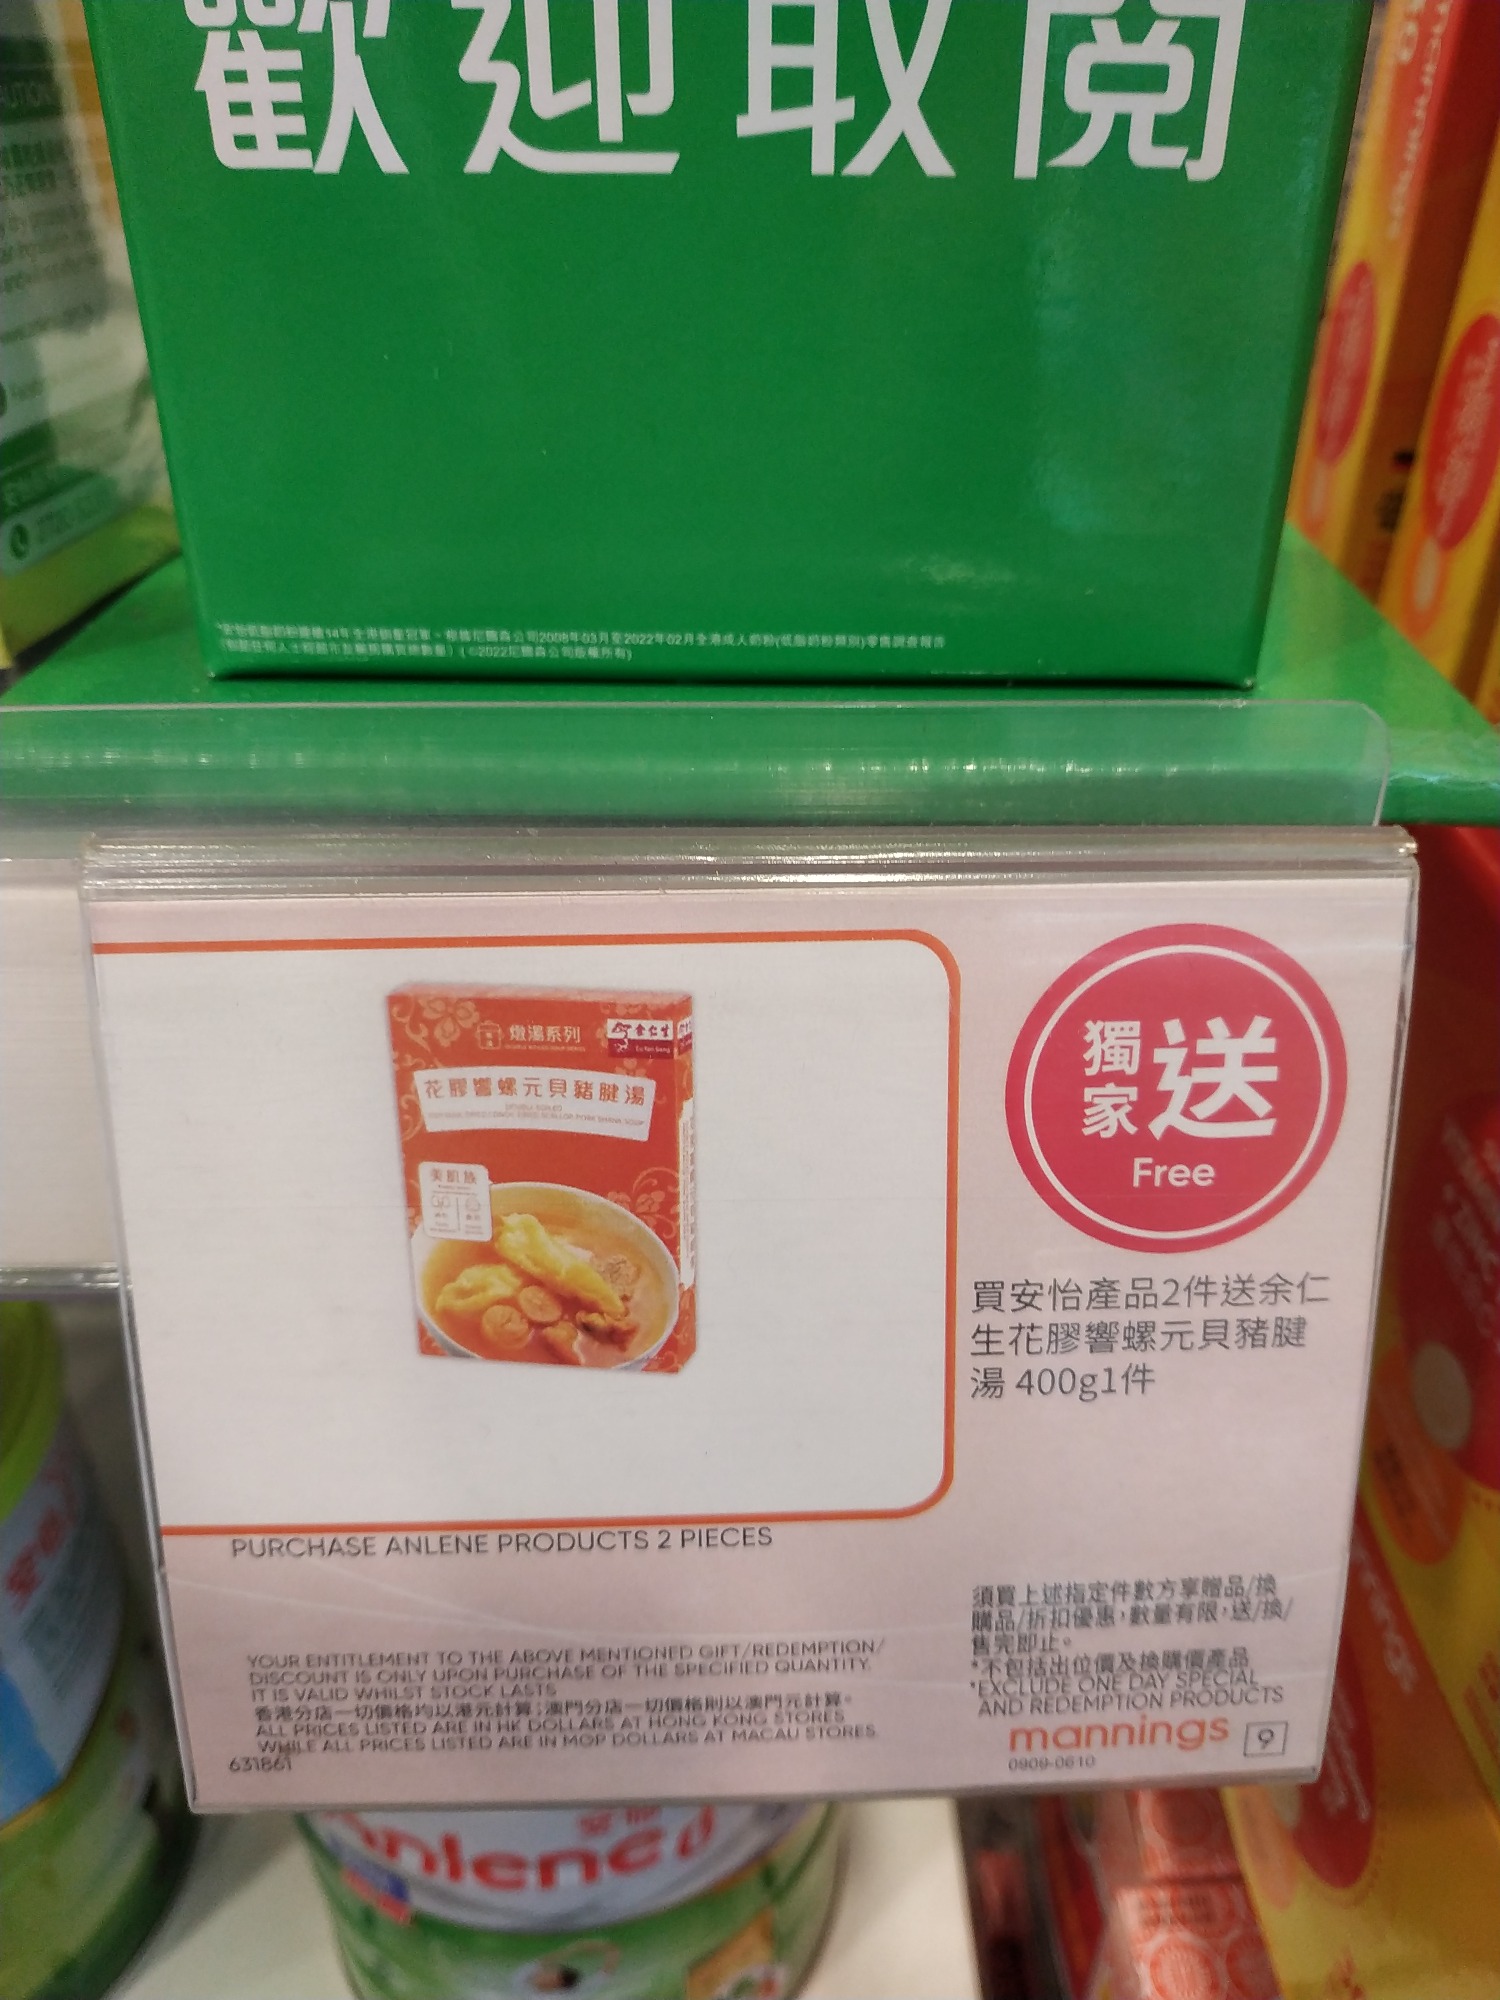 歡迎取閱
獨家送
Free
燉湯系列
余仁生
Eu Yan Sang
花膠響螺元貝豬腱湯
美肌族
買安怡產品2件送余仁
生花膠響螺元貝豬腱
湯 400g1件
PURCHASE ANLENE PRODUCTS 2 PIECES
YOUR ENTITLEMENT TO THE ABOVE MENTIONED GIFT/REDEMPTION/
DISCOUNT IS ONLY UPON PURCHASE OF THE SPECIFIED QUANTITY.
IT IS VALID WHILST STOCK LASTS
香港分店一切價格均以港元計算；澳門分店一切價格則以澳門元計算。
ALL PRICES LISTED ARE IN HK DOLLARS AT HONG KONG STORES
WHILE ALL PRICES LISTED ARE IN MOP DOLLARS AT MACAU STORES
631861
須買上述指定件數方享贈品/換
購品/折扣優惠，數量有限，送/換/
售完即止。
*不包括出位價及換購價產品
*EXCLUDE ONE DAY SPECIAL
AND REDEMPTION PRODUCTS
mannings 9
0909-0610
anlene